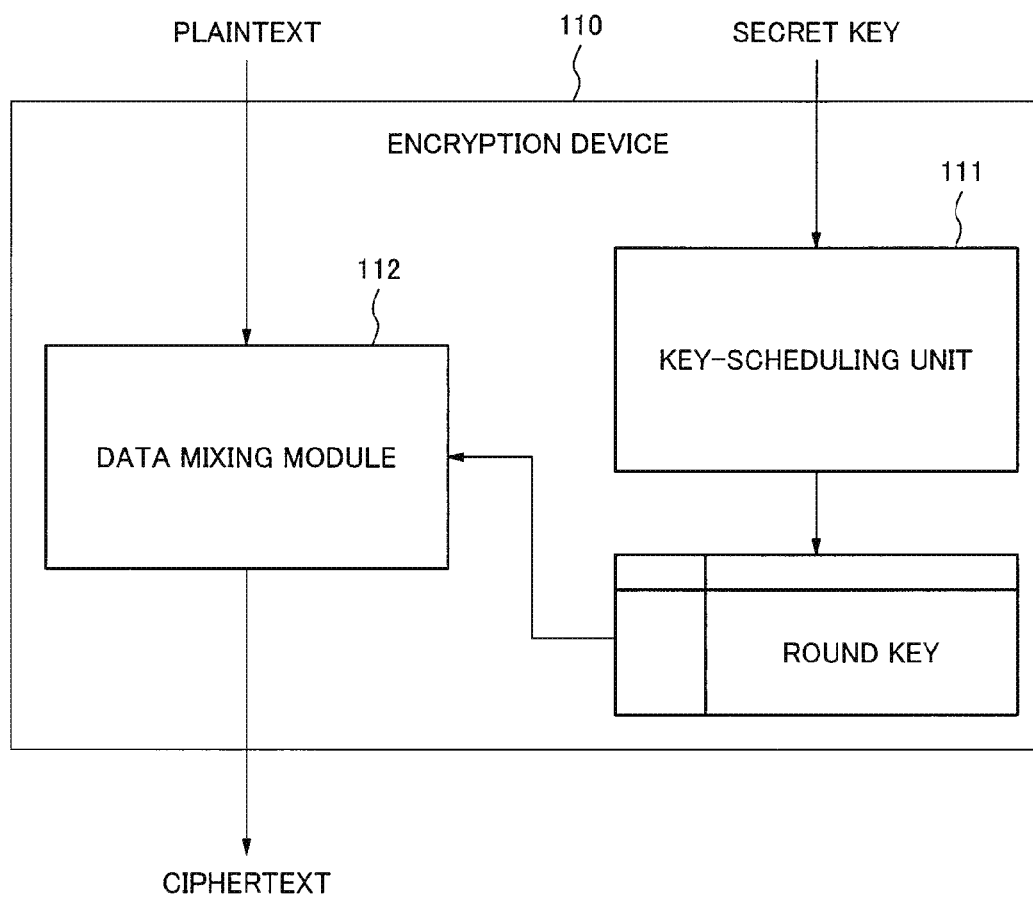 PLAINTEXT
110
SECRET KEY
ENCRYPTION DEVICE
111
112
KEY-SCHEDULING UNIT
DATA MIXING MODULE
ROUND KEY
CIPHERTEXT